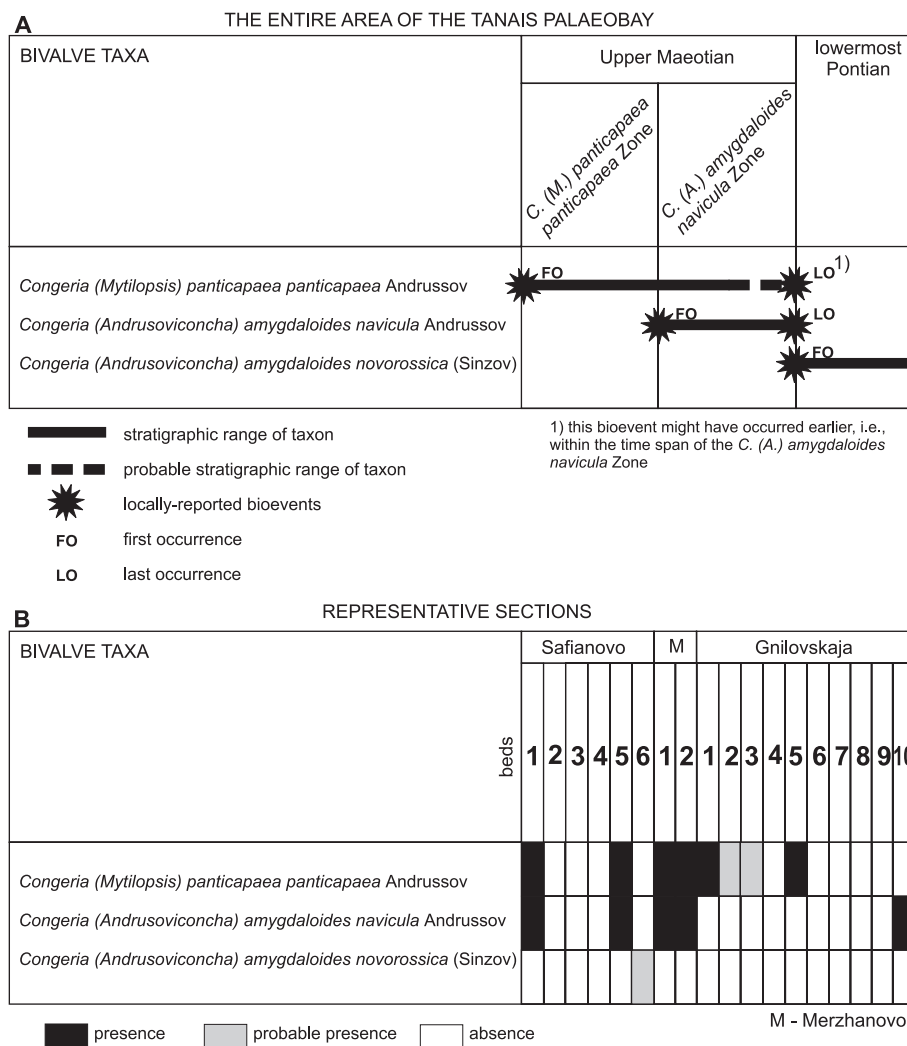 A THE ENTIRE AREA OF THE TANAIS PALAEOBAY
BIVALVE TAXA
Upper Maeotian
lowermost
Pontian
C. (M.) panticapaea
panticapaea Zone
C. (A.) amygdaloides
navicula Zone
Congeria (Mytilopsis) panticapaea panticapaea Andrussov
FO
LO 1)
Congeria (Andrusoviconcha) amygdaloides navicula Andrussov
FO
LO
Congeria (Andrusoviconcha) amygdaloides novorossica (Sinzov)
FO
stratigraphic range of taxon
probable stratigraphic range of taxon
locally-reported bioevents
FO first occurrence
LO last occurrence
1) this bioevent might have occurred earlier, i.e.,
within the time span of the C. (A.) amygdaloides
navicula Zone
B REPRESENTATIVE SECTIONS
BIVALVE TAXA
Safianovo M Gnilovskaja
beds
1 2 3 4 5 6 1 2 1 2 3 4 5 6 7 8 9 10
Congeria (Mytilopsis) panticapaea panticapaea Andrussov
Congeria (Andrusoviconcha) amygdaloides navicula Andrussov
Congeria (Andrusoviconcha) amygdaloides novorossica (Sinzov)
presence probable presence absence
M - Merzhanovo